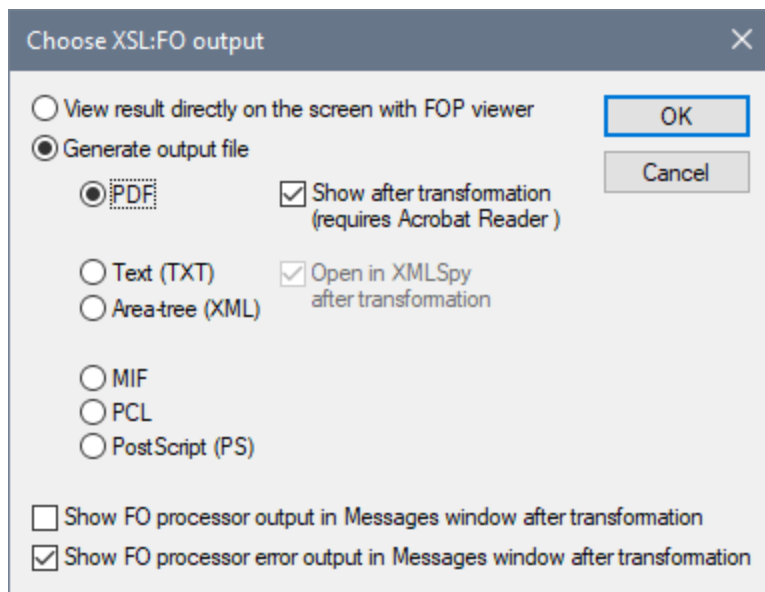 Choose XSL:FO output
View result directly on the screen with FOP viewer
OK
Generate output file
Cancel
PDF
Show after transformation
(requires Acrobat Reader )
Text (TXT)
Open in XMLSpy
after transformation
Area-tree (XML)
MIF
PCL
PostScript (PS)
Show FO processor output in Messages window after transformation
Show FO processor error output in Messages window after transformation